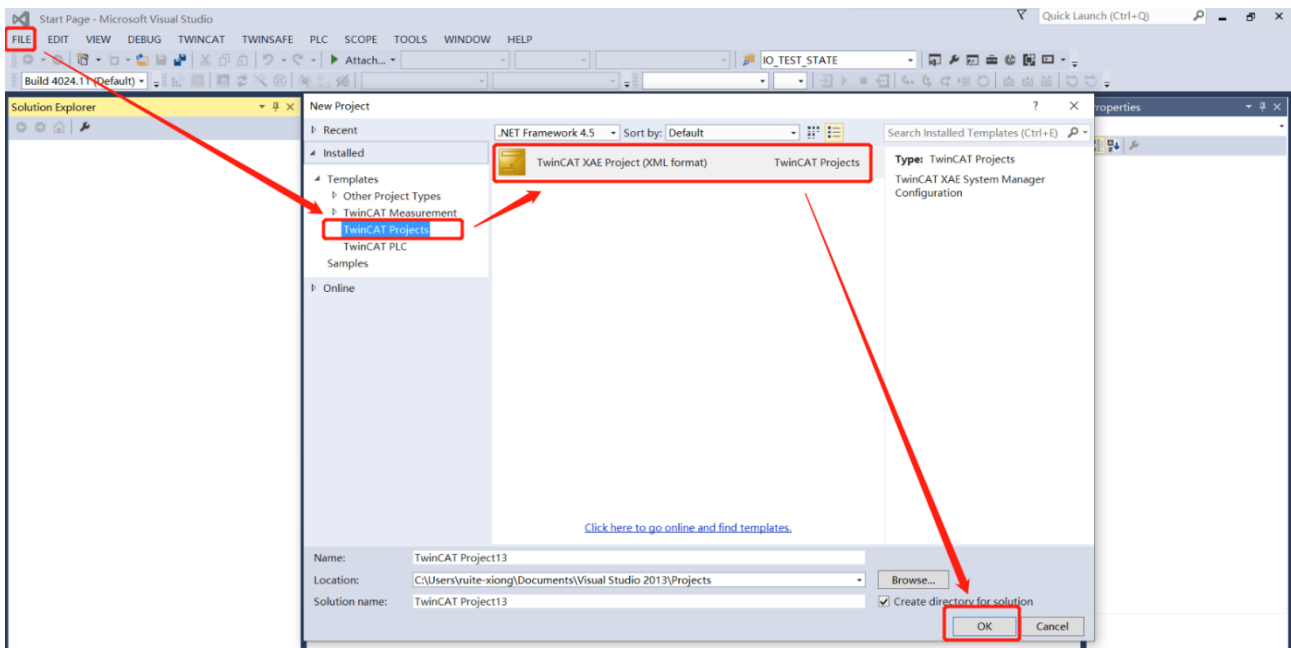 Start Page - Microsoft Visual Studio
Quick Launch (Ctrl+Q)
FILE EDIT VIEW DEBUG TWINCAT TWINSAFE PLC SCOPE TOOLS WINDOW HELP
Attach...
IO_TEST_STATE
Build 4024.11 (Default)
Solution Explorer
New Project
? 
roperties
Recent
.NET Framework 4.5
Sort by: Default
Search Installed Templates (Ctrl+E)
Installed
TwinCAT XAE Project (XML format)
TwinCAT Projects
Type: TwinCAT Projects
TwinCAT XAE System Manager
Configuration
Templates
Other Project Types
TwinCAT Measurement
TwinCAT Projects
TwinCAT PLC
Samples
Online
Click here to go online and find templates.
Name: TwinCAT Project13
Location: C:\Users\ruite-xiong\Documents\Visual Studio 2013\Projects
Browse...
Solution name: TwinCAT Project13
Create directory for solution
OK Cancel